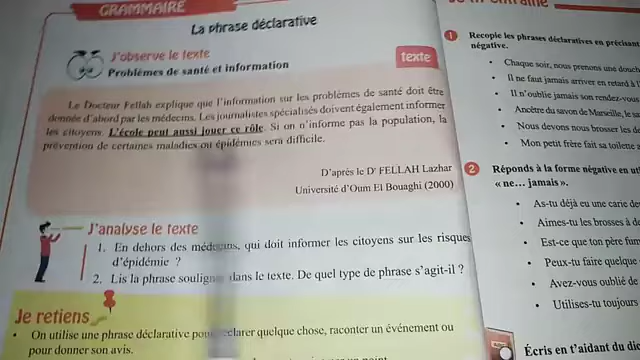 GRAMMAIRE
La phrase déclarative
J'observe le texte
Problèmes de santé et information
texte
Le Docteur Fellah explique que l'information sur les problèmes de santé doit être
donnée d'abord par les médecins. Les journalistes spécialisés doivent également informer
les citoyens. L'école peut aussi jouer ce rôle. Si on n'informe pas la population, la
prévention de certaines maladies ou épidémies sera difficile.
D'après le Dr FELLAH Lazhar
Université d'Oum El Bouaghi (2000)
J'analyse le texte
1. En dehors des médecins, qui doit informer les citoyens sur les risques
d'épidémie ?
2. Lis la phrase soulignée dans le texte. De quel type de phrase s'agit-il ?
Je retiens
• On utilise une phrase déclarative pour déclarer quelque chose, raconter un événement ou
pour donner son avis.
1 Recopie les phrases déclaratives en précisant
négative.
• Chaque soir, nous prenons une douch
• Il ne faut jamais arriver en retard à l'
• Il n'oublie jamais son rendez-vous
• Ancêtre du savon de Marseille, le sa
• Nous devons nous brosser les de
• Mon petit frère fait sa toilette
2 Réponds à la forme négative en ut
« ne... jamais ».
• As-tu déjà eu une carie de
• Aimes-tu les brosses à de
• Est-ce que ton père fum
• Peux-tu faire quelque
• Avez-vous oublié de
• Utilises-tu toujours
Écris en t'aidant du dic